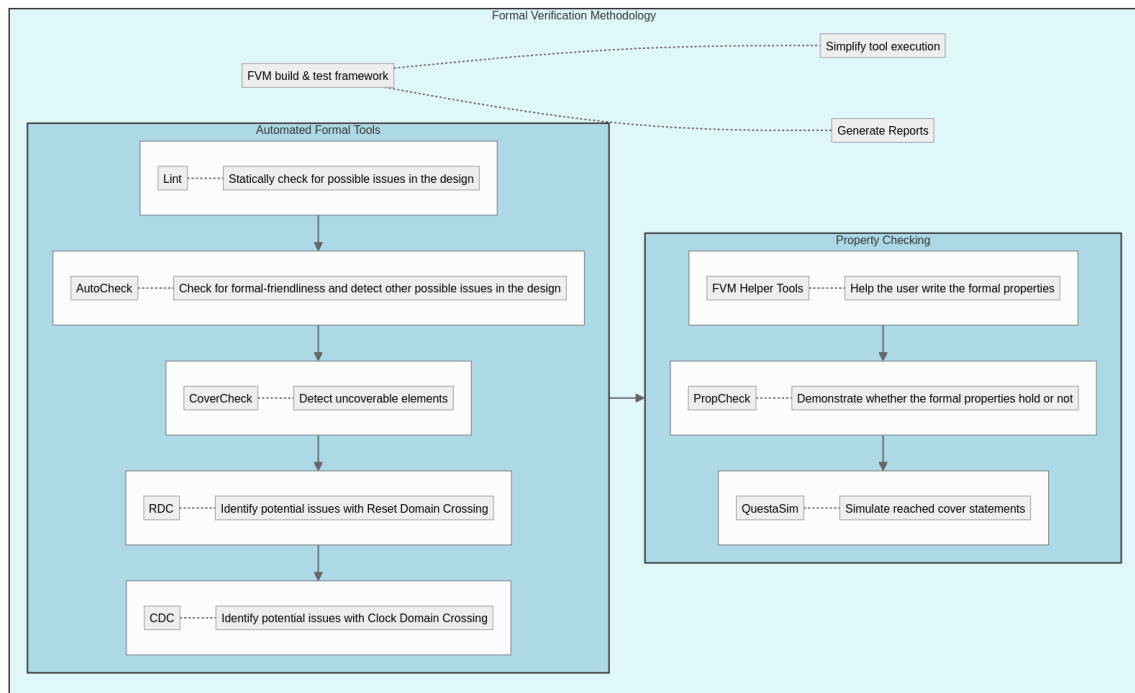 Formal Verification Methodology
Simplify tool execution
FVM build & test framework
Generate Reports
Automated Formal Tools
Lint
Statically check for possible issues in the design
AutoCheck
Check for formal-friendliness and detect other possible issues in the design
CoverCheck
Detect uncoverable elements
RDC
Identify potential issues with Reset Domain Crossing
CDC
Identify potential issues with Clock Domain Crossing
Property Checking
FVM Helper Tools
Help the user write the formal properties
PropCheck
Demonstrate whether the formal properties hold or not
QuestaSim
Simulate reached cover statements